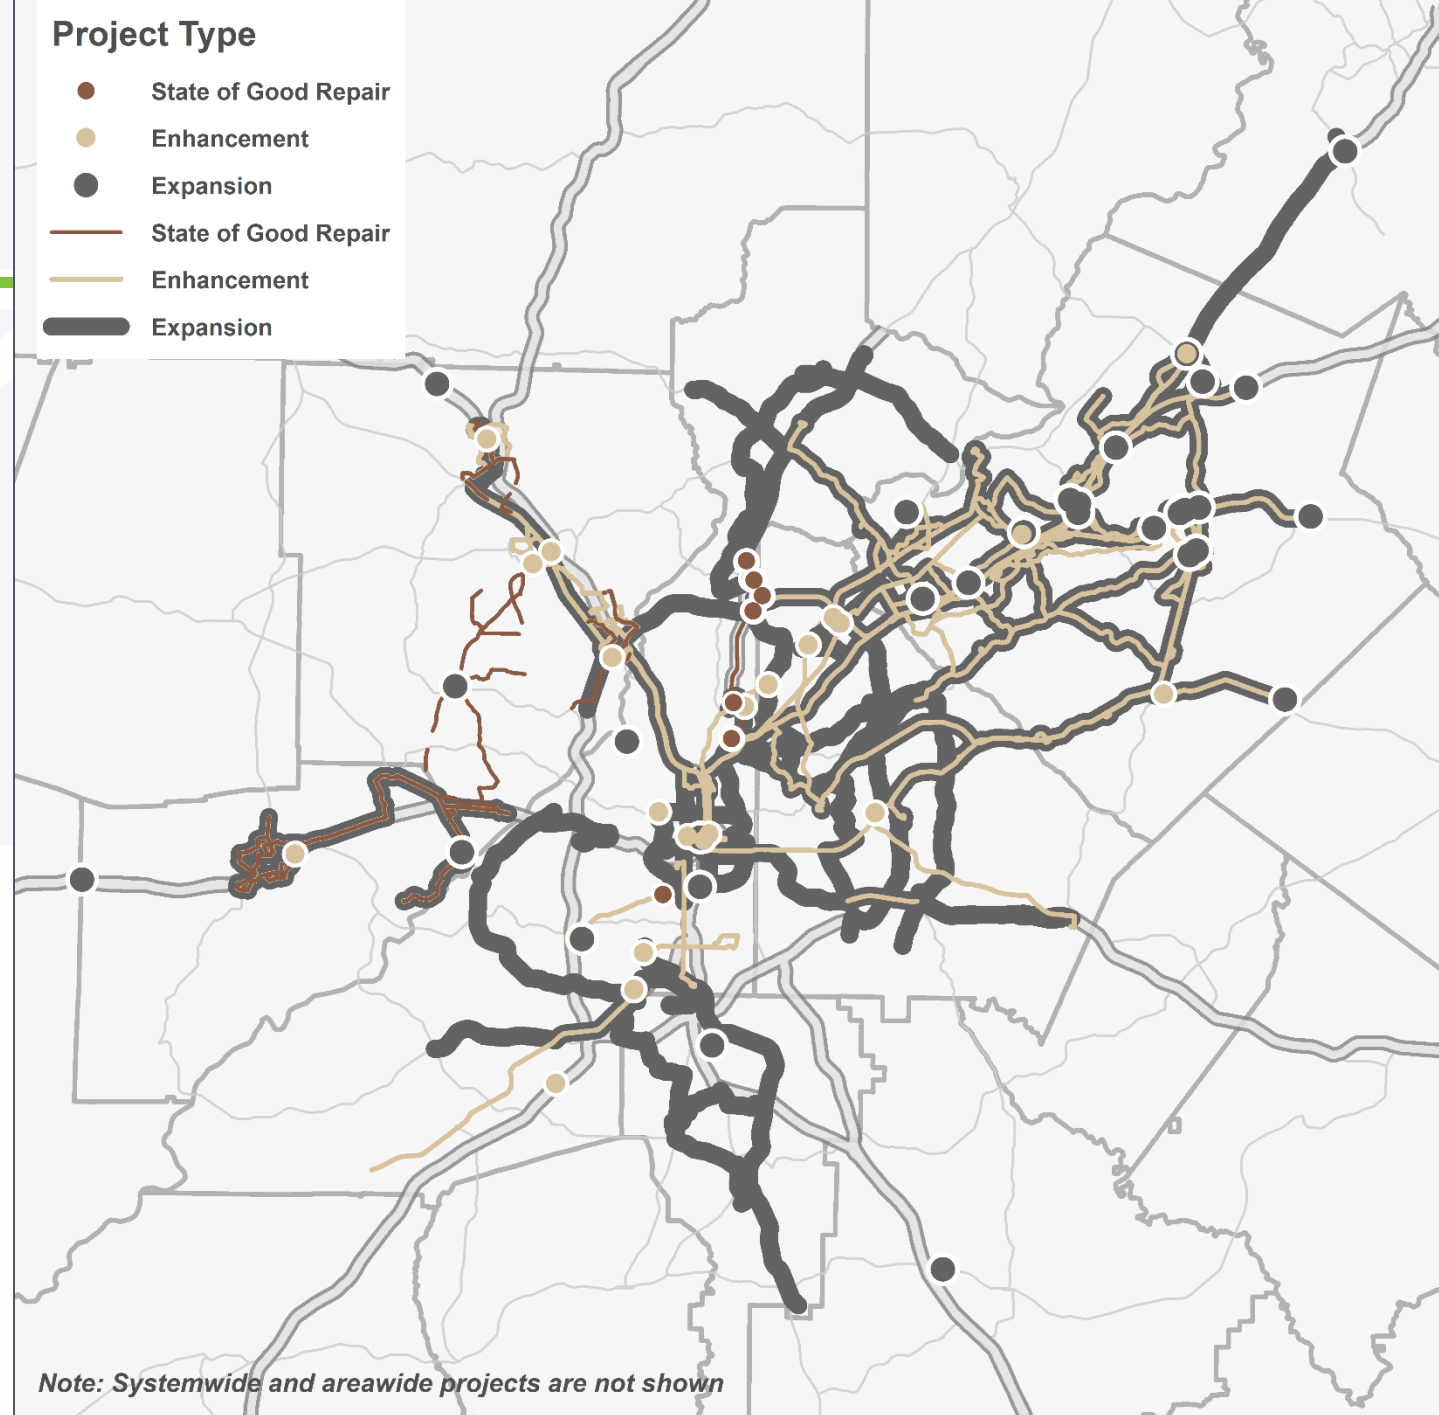 Project Type
State of Good Repair
Enhancement
Expansion
State of Good Repair
Enhancement
Expansion
Note: Systemwide and areawide projects are not shown